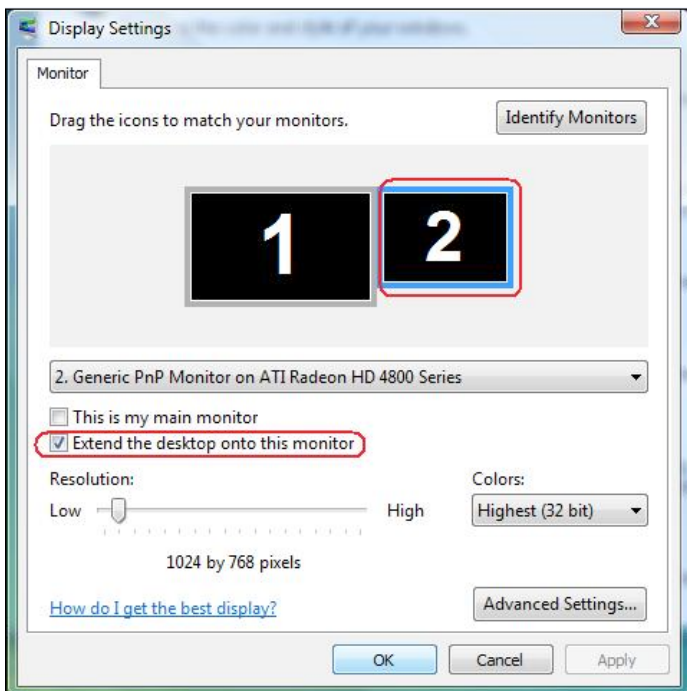 Display Settings
Monitor
Drag the icons to match your monitors.
Identify Monitors
1
2
2. Generic PnP Monitor on ATI Radeon HD 4800 Series
This is my main monitor
Extend the desktop onto this monitor
Resolution:
Colors:
Low
High
Highest (32 bit)
1024 by 768 pixels
How do I get the best display?
Advanced Settings...
OK
Cancel
Apply